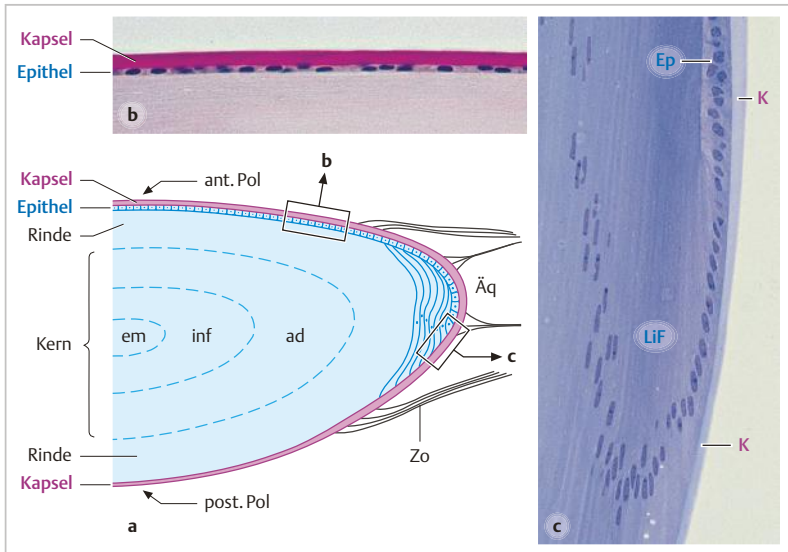 Kapsel
Epithel
b
Ep
K
b
Kapsel
ant. Pol
Epithel
Rinde
Äq
Kern
em
inf
ad
c
LiF
Rinde
Zo
K
Kapsel
post. Pol
a
c